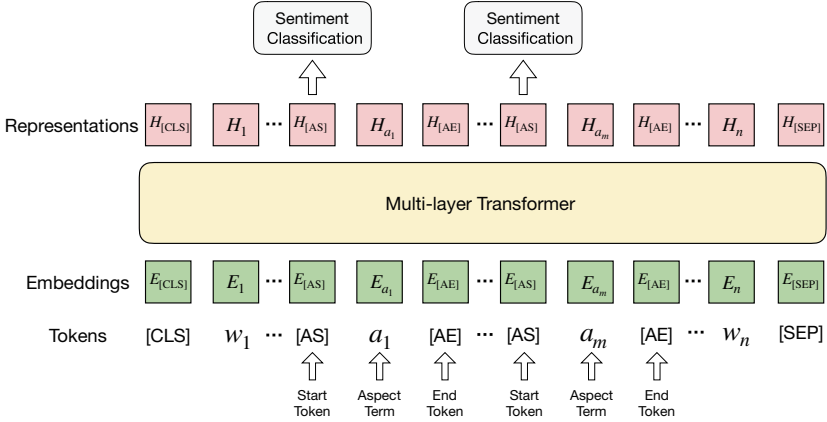 Sentiment Classification
Sentiment Classification
Representations H[CLS] H1 ··· H[AS] Ha1 H[AE] ··· H[AS] Ham H[AE] ··· Hn H[SEP]
Multi-layer Transformer
Embeddings E[CLS] E1 ··· E[AS] Ea1 E[AE] ··· E[AS] Eam E[AE] ··· En E[SEP]
Tokens [CLS] w1 ··· [AS] a1 [AE] ··· [AS] am [AE] ··· wn [SEP]
Start Token
Aspect Term
End Token
Start Token
Aspect Term
End Token